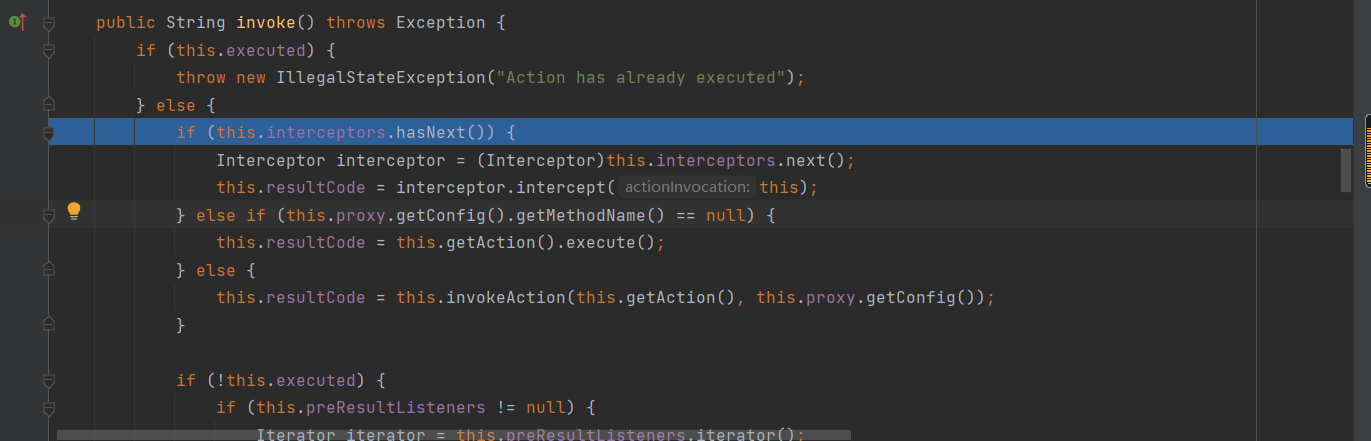 public String invoke() throws Exception {
if (this.executed) {
throw new IllegalStateException("Action has already executed");
} else {
if (this.interceptors.hasNext()) {
Interceptor interceptor = (Interceptor)this.interceptors.next();
this.resultCode = interceptor.intercept( actionInvocation: this);
} else if (this.proxy.getConfig().getMethodName() == null) {
this.resultCode = this.getAction().execute();
} else {
this.resultCode = this.invokeAction(this.getAction(), this.proxy.getConfig());
}
if (!this.executed) {
if (this.preResultListeners != null) {
Iterator iterator = this.preResultListeners.iterator();